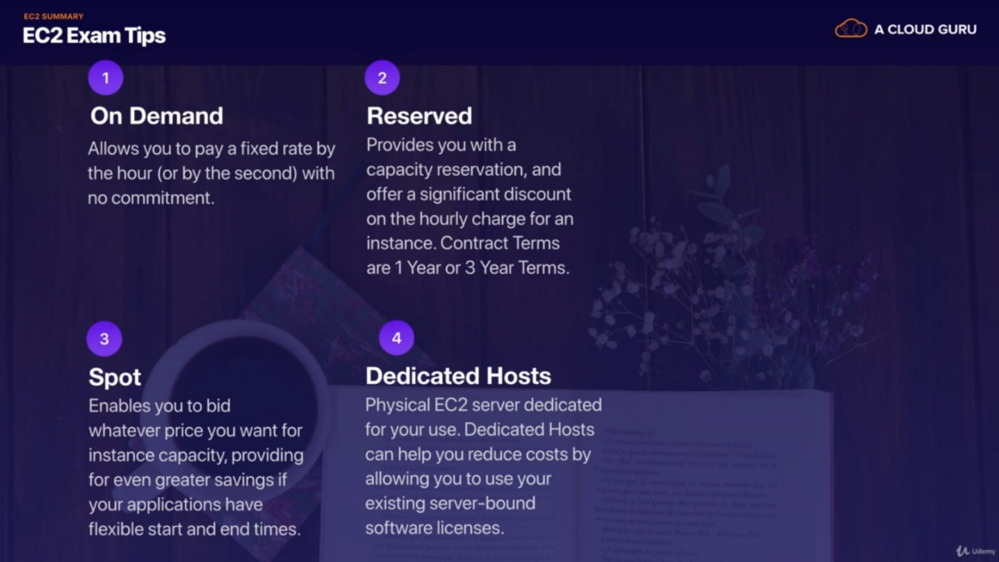 EC2 SUMMARY
EC2 Exam Tips
A CLOUD GURU
1
On Demand
Allows you to pay a fixed rate by
the hour (or by the second) with
no commitment.
2
Reserved
Provides you with a
capacity reservation, and
offer a significant discount
on the hourly charge for an
instance. Contract Terms
are 1 Year or 3 Year Terms.
3
Spot
Enables you to bid
whatever price you want for
instance capacity, providing
for even greater savings if
your applications have
flexible start and end times.
4
Dedicated Hosts
Physical EC2 server dedicated
for your use. Dedicated Hosts
can help you reduce costs by
allowing you to use your
existing server-bound
software licenses.
Udemy